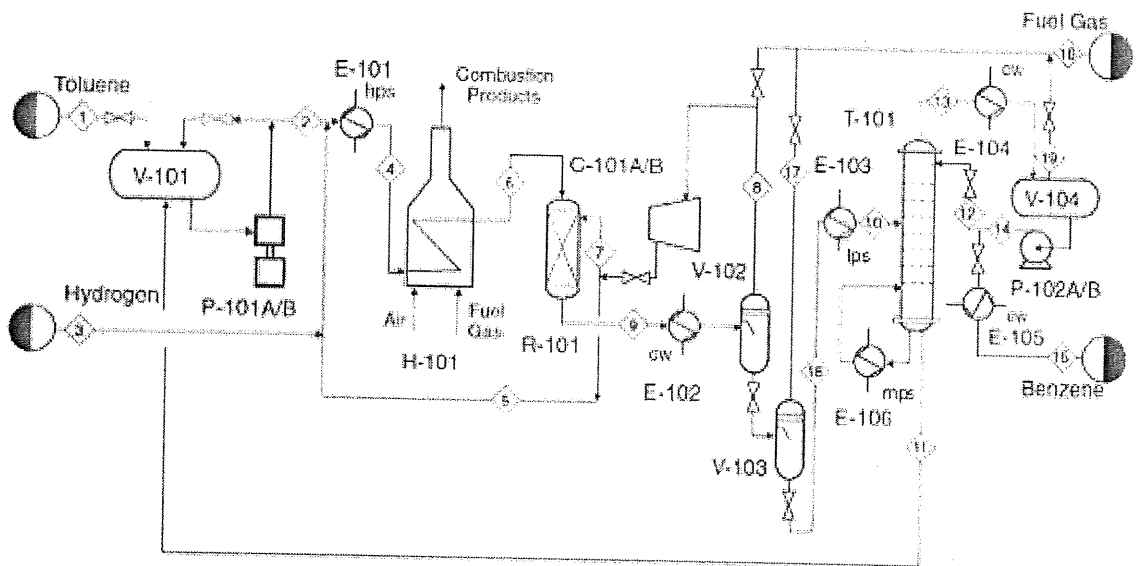 Fuel Gas
16
Toluene
1
E-101
hps
2
Combustion
Products
cw
13
T-101
E-104
V-101
4
6
C-101A/B
8
17
E-103
19
V-104
10
12
14
7
lps
V-102
P-102A/B
Hydrogen
P-101A/B
3
Air
Fuel
Gas
9
R-101
cw
E-105
15
H-101
cw
E-102
18
mps
Benzene
5
E-106
V-103
11